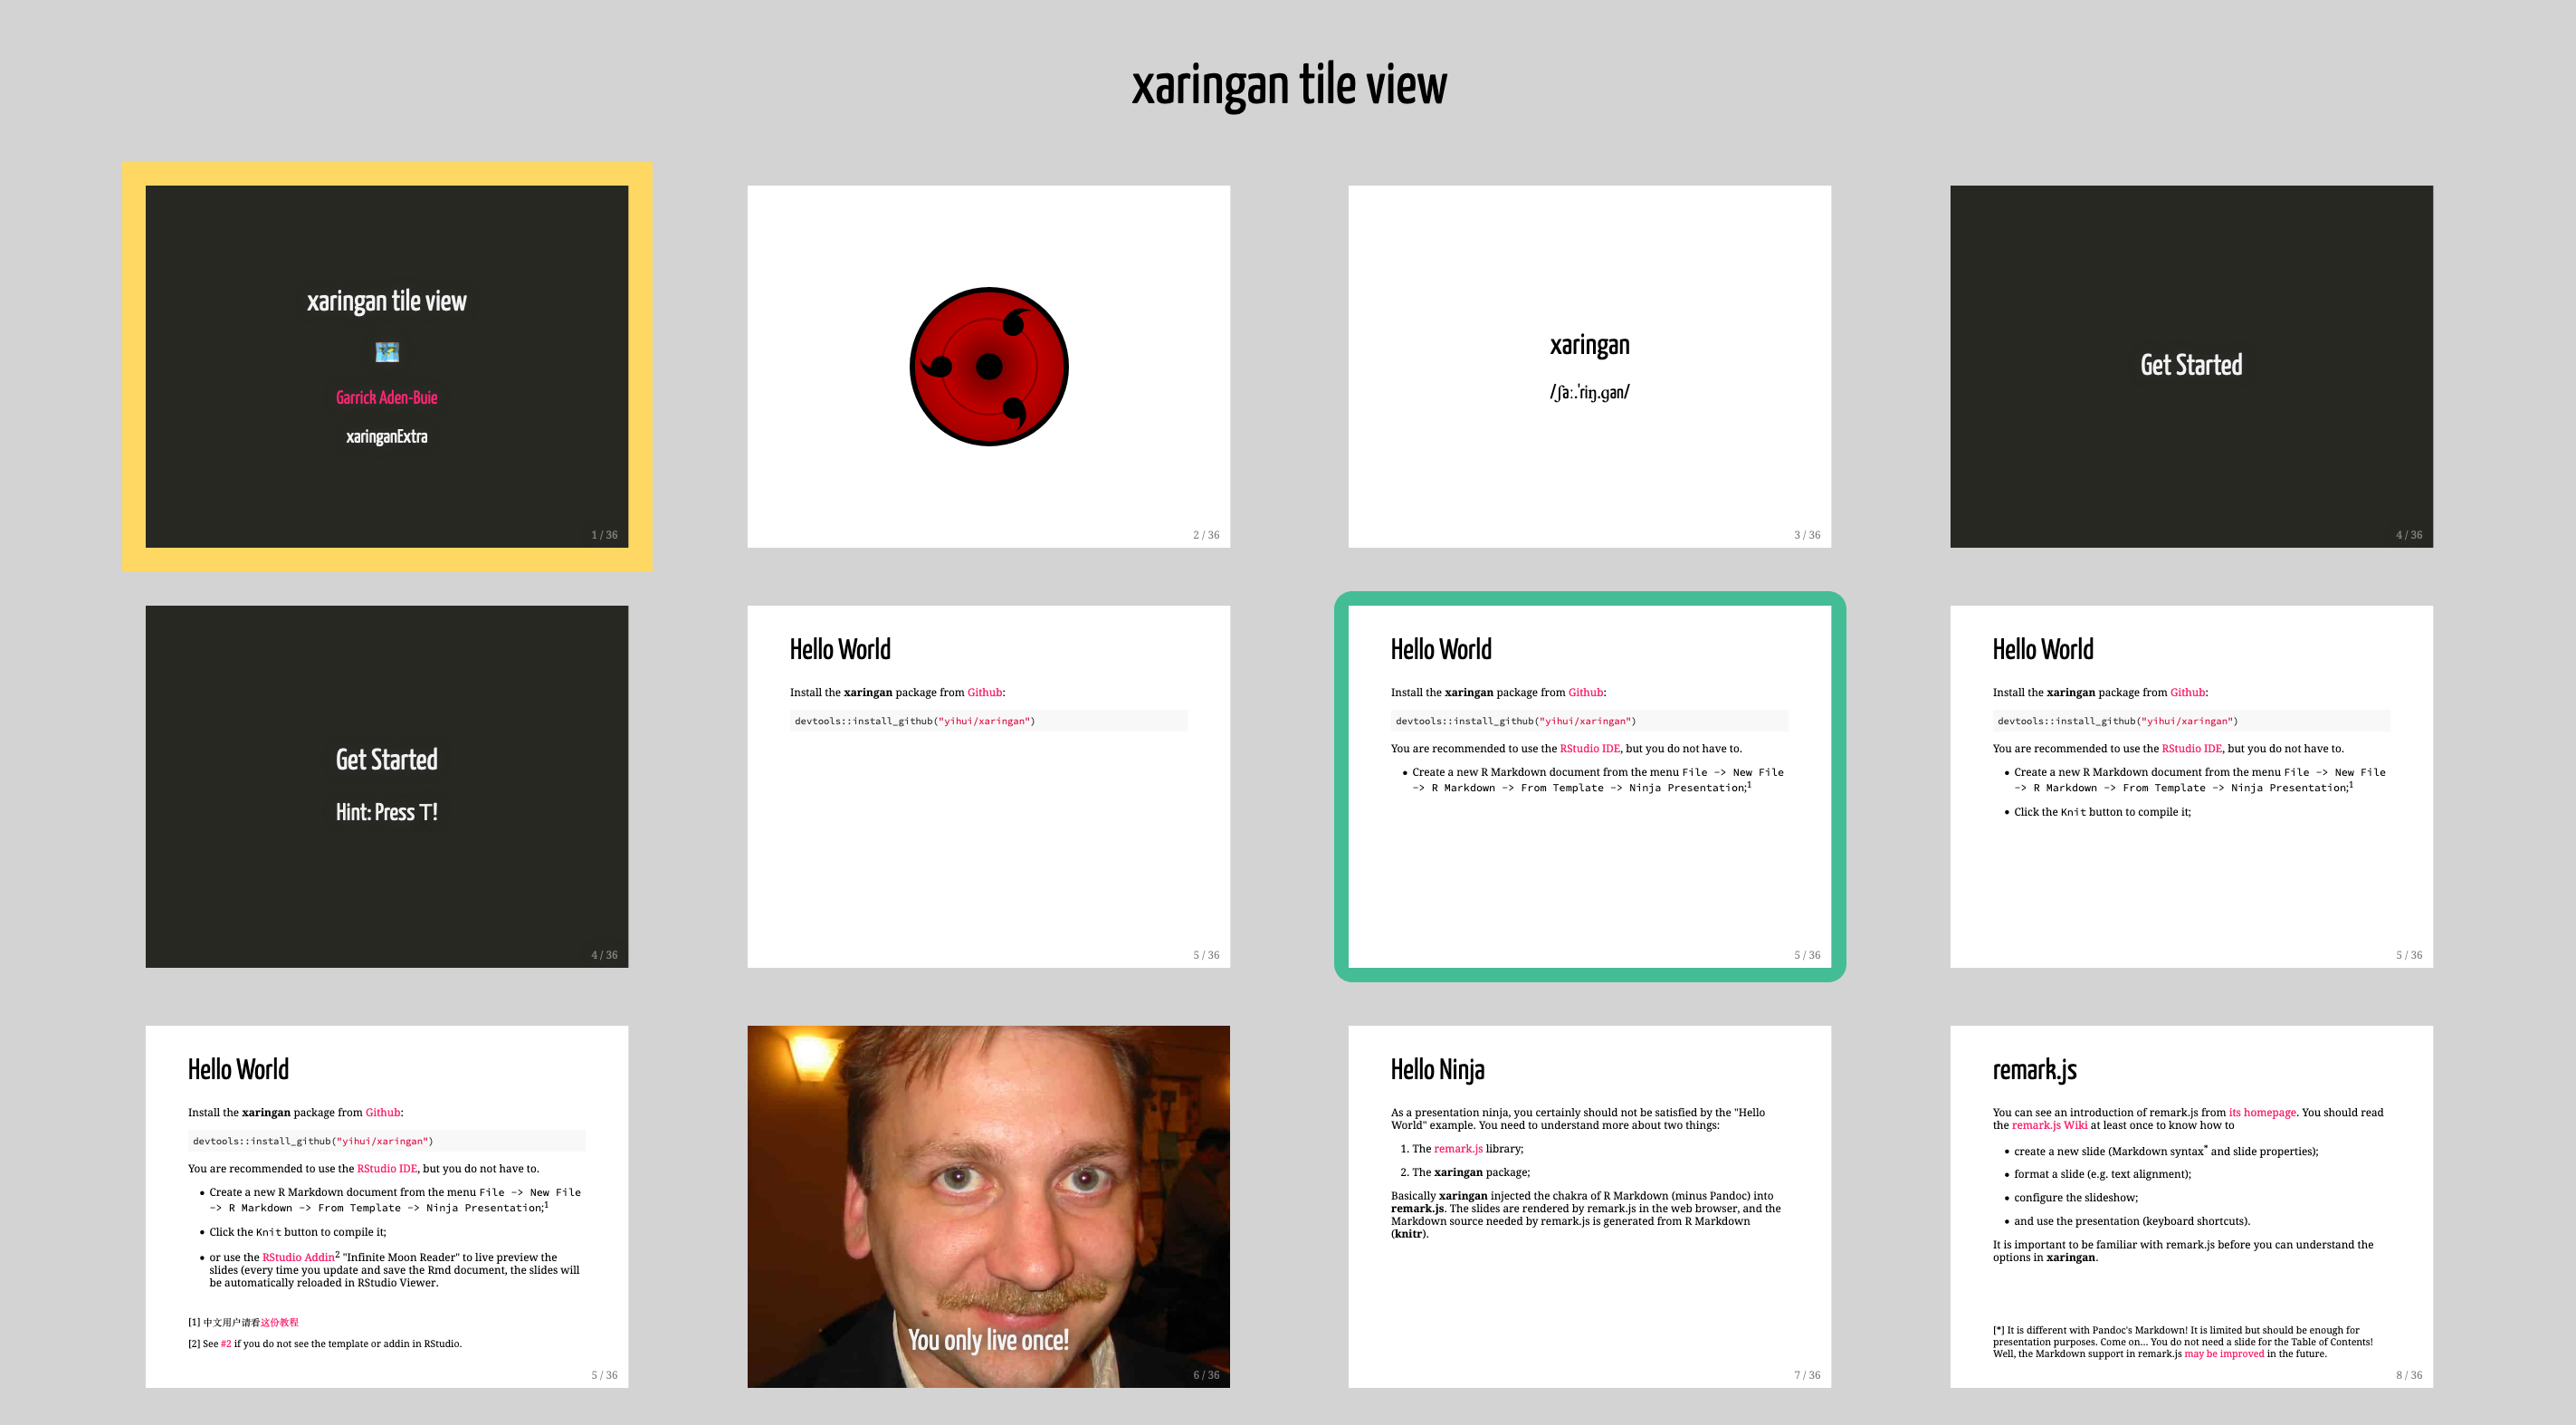 xaringan tile view
xaringan tile view
🗺️
Garrick Aden-Buie
xaringanExtra
1 / 36
2 / 36
xaringan
/ʃaː.'riŋ.ɡan/
3 / 36
Get Started
4 / 36
Get Started
Hint: Press T!
4 / 36
Hello World
Install the xaringan package from Github:
devtools::install_github("yihui/xaringan")
5 / 36
Hello World
Install the xaringan package from Github:
devtools::install_github("yihui/xaringan")
You are recommended to use the RStudio IDE, but you do not have to.
• Create a new R Markdown document from the menu File -> New File
-> R Markdown -> From Template -> Ninja Presentation;1
5 / 36
Hello World
Install the xaringan package from Github:
devtools::install_github("yihui/xaringan")
You are recommended to use the RStudio IDE, but you do not have to.
• Create a new R Markdown document from the menu File -> New File
-> R Markdown -> From Template -> Ninja Presentation;1
• Click the Knit button to compile it;
5 / 36
Hello World
Install the xaringan package from Github:
devtools::install_github("yihui/xaringan")
You are recommended to use the RStudio IDE, but you do not have to.
• Create a new R Markdown document from the menu File -> New File
-> R Markdown -> From Template -> Ninja Presentation;1
• Click the Knit button to compile it;
• or use the RStudio Addin2 "Infinite Moon Reader" to live preview the
slides (every time you update and save the Rmd document, the slides will
be automatically reloaded in RStudio Viewer.
[1] 中文用户请看这份教程
[2] See #2 if you do not see the template or addin in RStudio.
5 / 36
You only live once!
6 / 36
Hello Ninja
As a presentation ninja, you certainly should not be satisfied by the "Hello
World" example. You need to understand more about two things:
1. The remark.js library;
2. The xaringan package;
Basically xaringan injected the chakra of R Markdown (minus Pandoc) into
remark.js. The slides are rendered by remark.js in the web browser, and the
Markdown source needed by remark.js is generated from R Markdown
(knitr).
7 / 36
remark.js
You can see an introduction of remark.js from its homepage. You should read
the remark.js Wiki at least once to know how to
• create a new slide (Markdown syntax* and slide properties);
• format a slide (e.g. text alignment);
• configure the slideshow;
• and use the presentation (keyboard shortcuts).
It is important to be familiar with remark.js before you can understand the
options in xaringan.
[*] It is different with Pandoc's Markdown! It is limited but should be enough for
presentation purposes. Come on... You do not need a slide for the Table of Contents!
Well, the Markdown support in remark.js may be improved in the future.
8 / 36